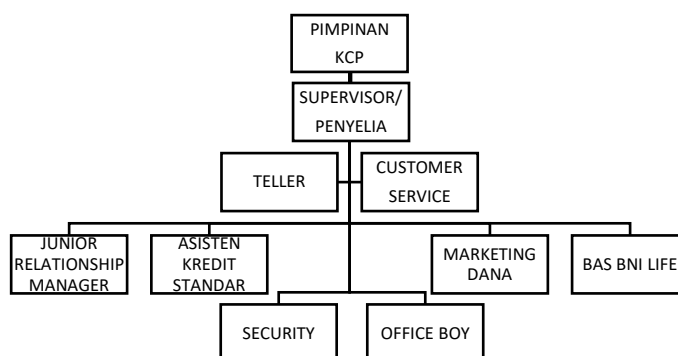 PIMPINAN
KCP
SUPERVISOR/
PENYELIA
TELLER
CUSTOMER
SERVICE
JUNIOR
RELATIONSHIP
MANAGER
ASISTEN
KREDIT
STANDAR
MARKETING
DANA
BAS BNI LIFE
SECURITY
OFFICE BOY